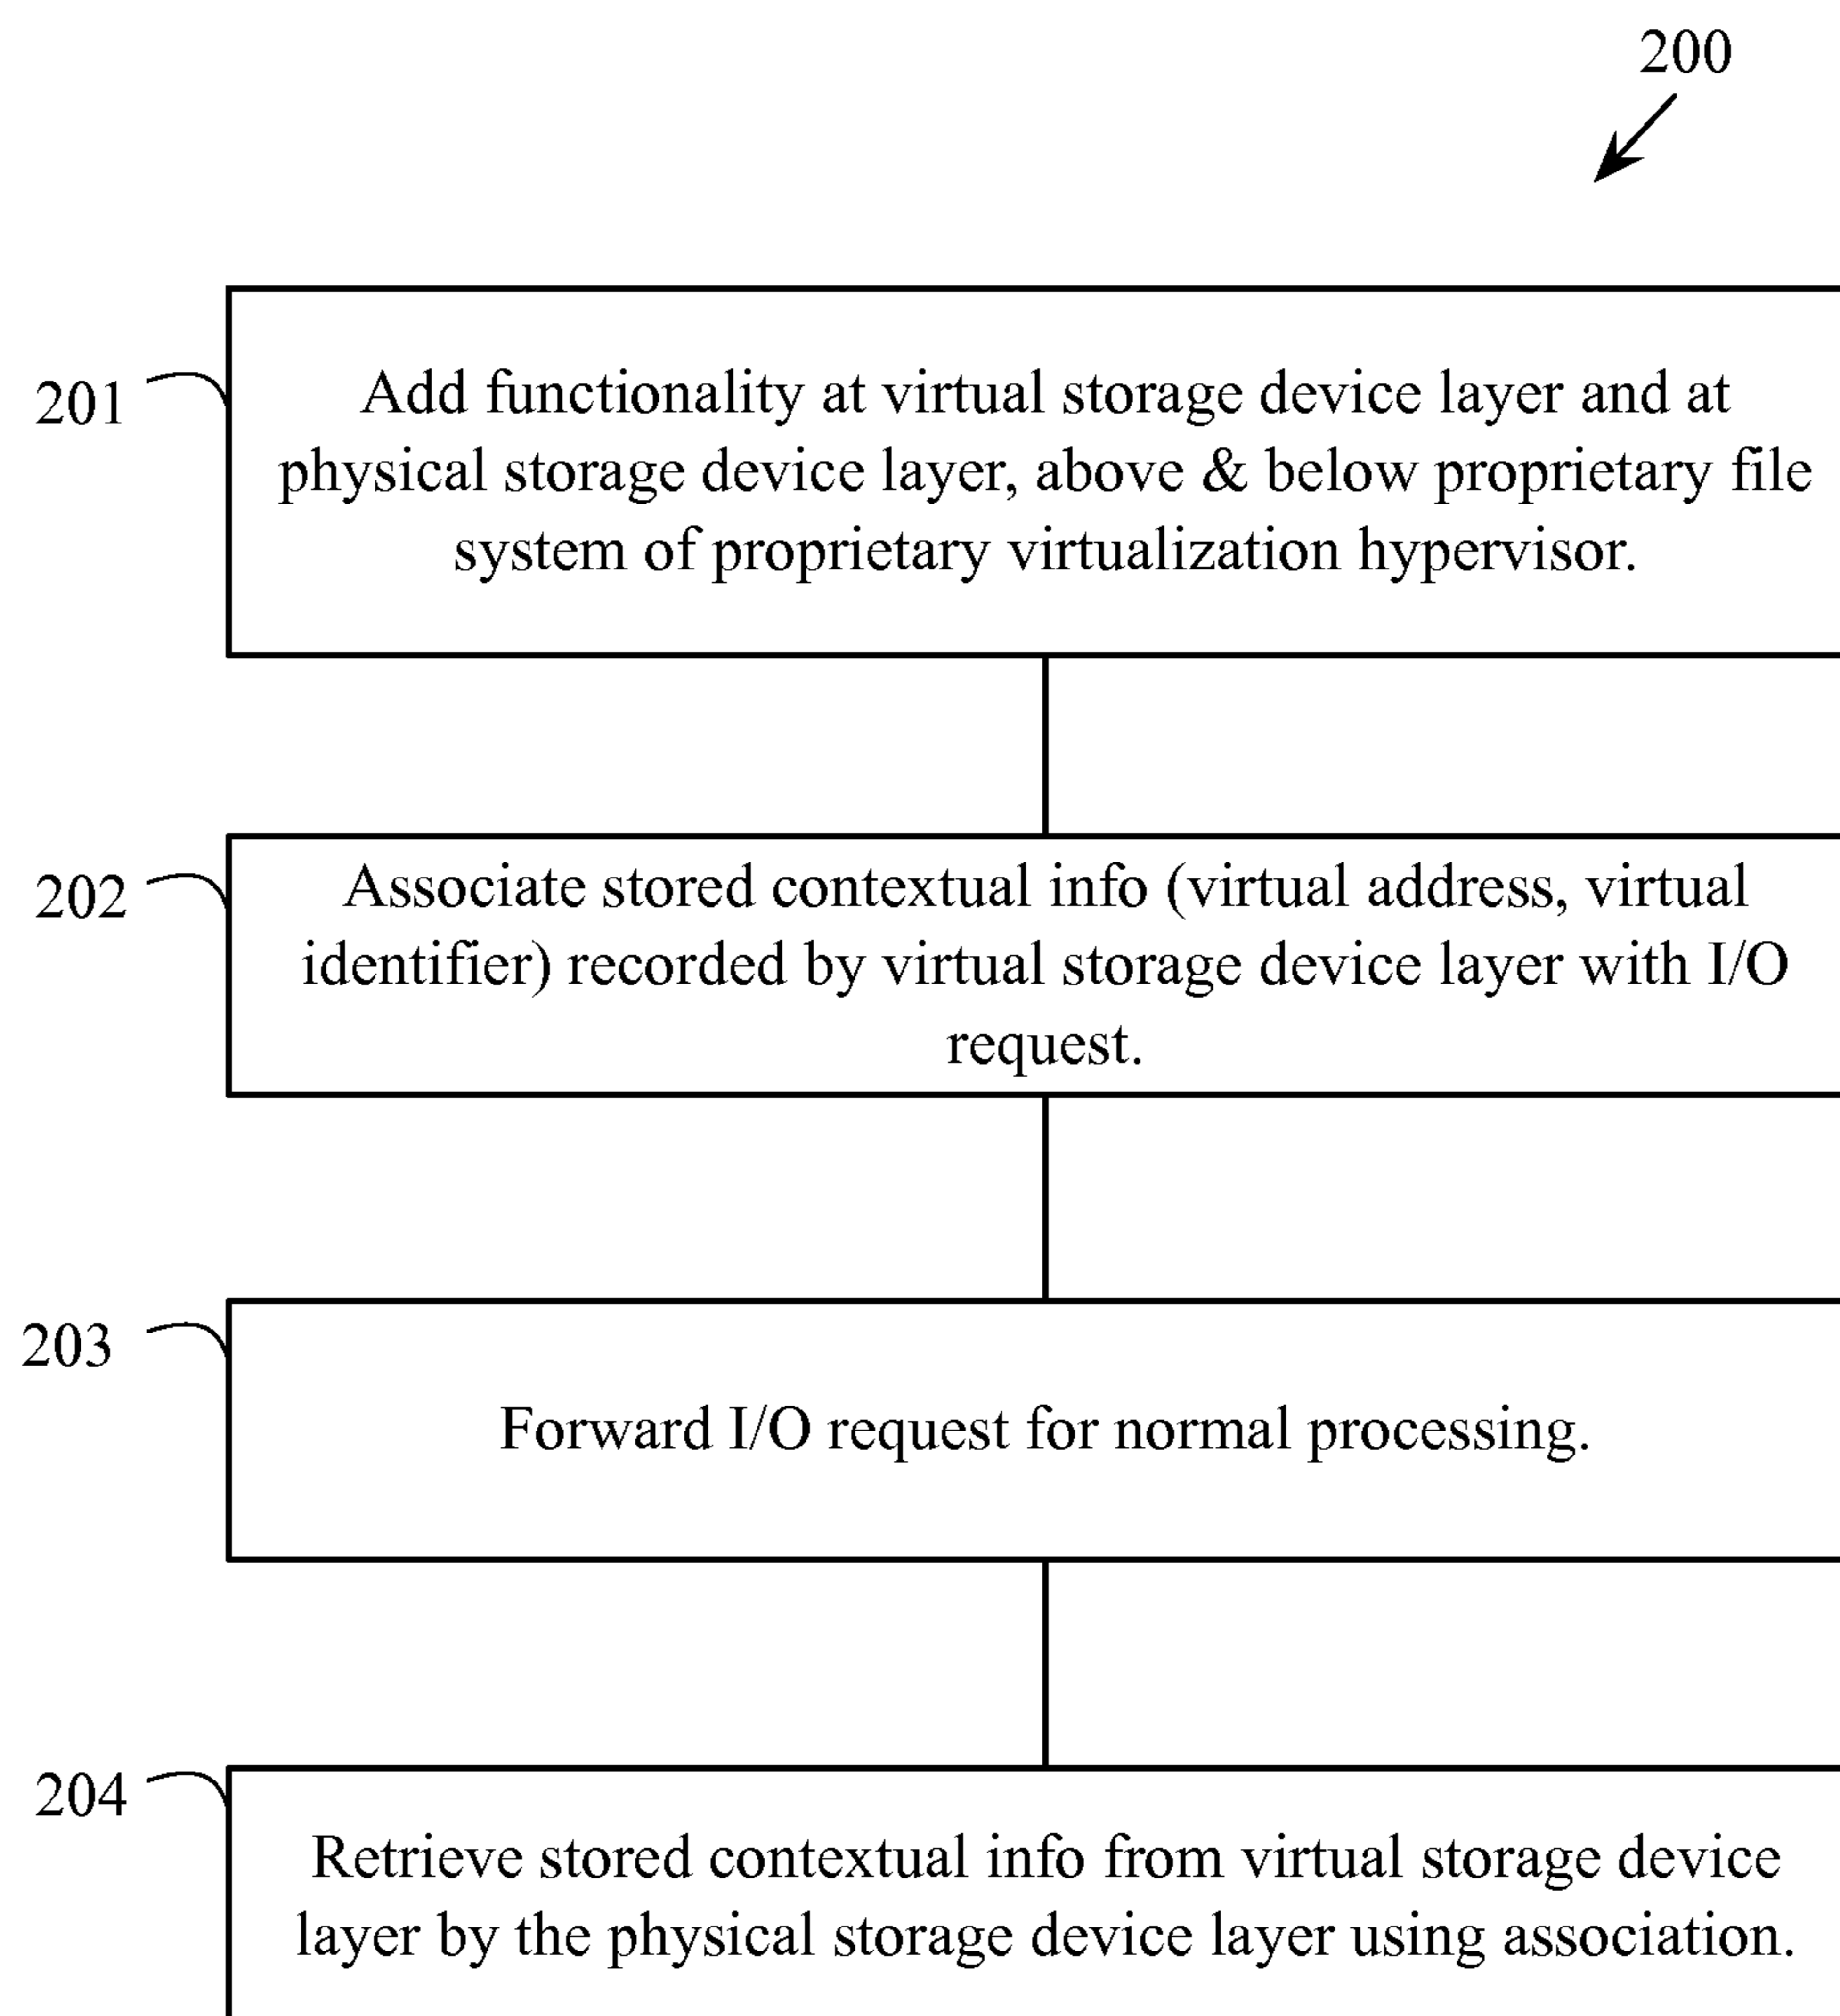 200
201
Add functionality at virtual storage device layer and at
physical storage device layer, above & below proprietary file
system of proprietary virtualization hypervisor.
202
Associate stored contextual info (virtual address, virtual
identifier) recorded by virtual storage device layer with I/O
request.
203
Forward I/O request for normal processing.
204
Retrieve stored contextual info from virtual storage device
layer by the physical storage device layer using association.